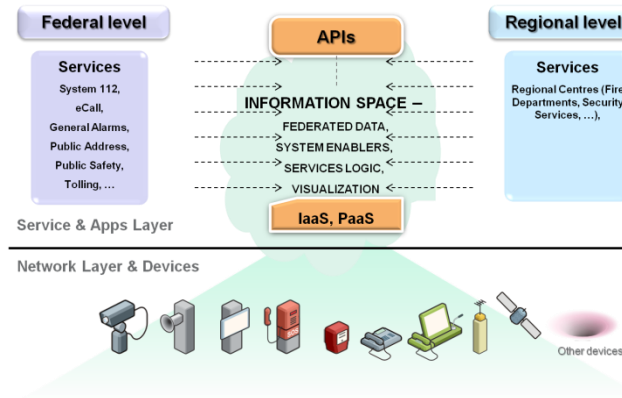 Federal level
APIs
Regional level
Services
System 112,
eCall,
General Alarms,
Public Address,
Public Safety,
Tolling, ...
INFORMATION SPACE –
FEDERATED DATA,
SYSTEM ENABLERS,
SERVICES LOGIC,
VISUALIZATION
Services
Regional Centres (Fire
Departments, Security
Services, ...),
IaaS, PaaS
Service & Apps Layer
Network Layer & Devices
SOS
Other devices